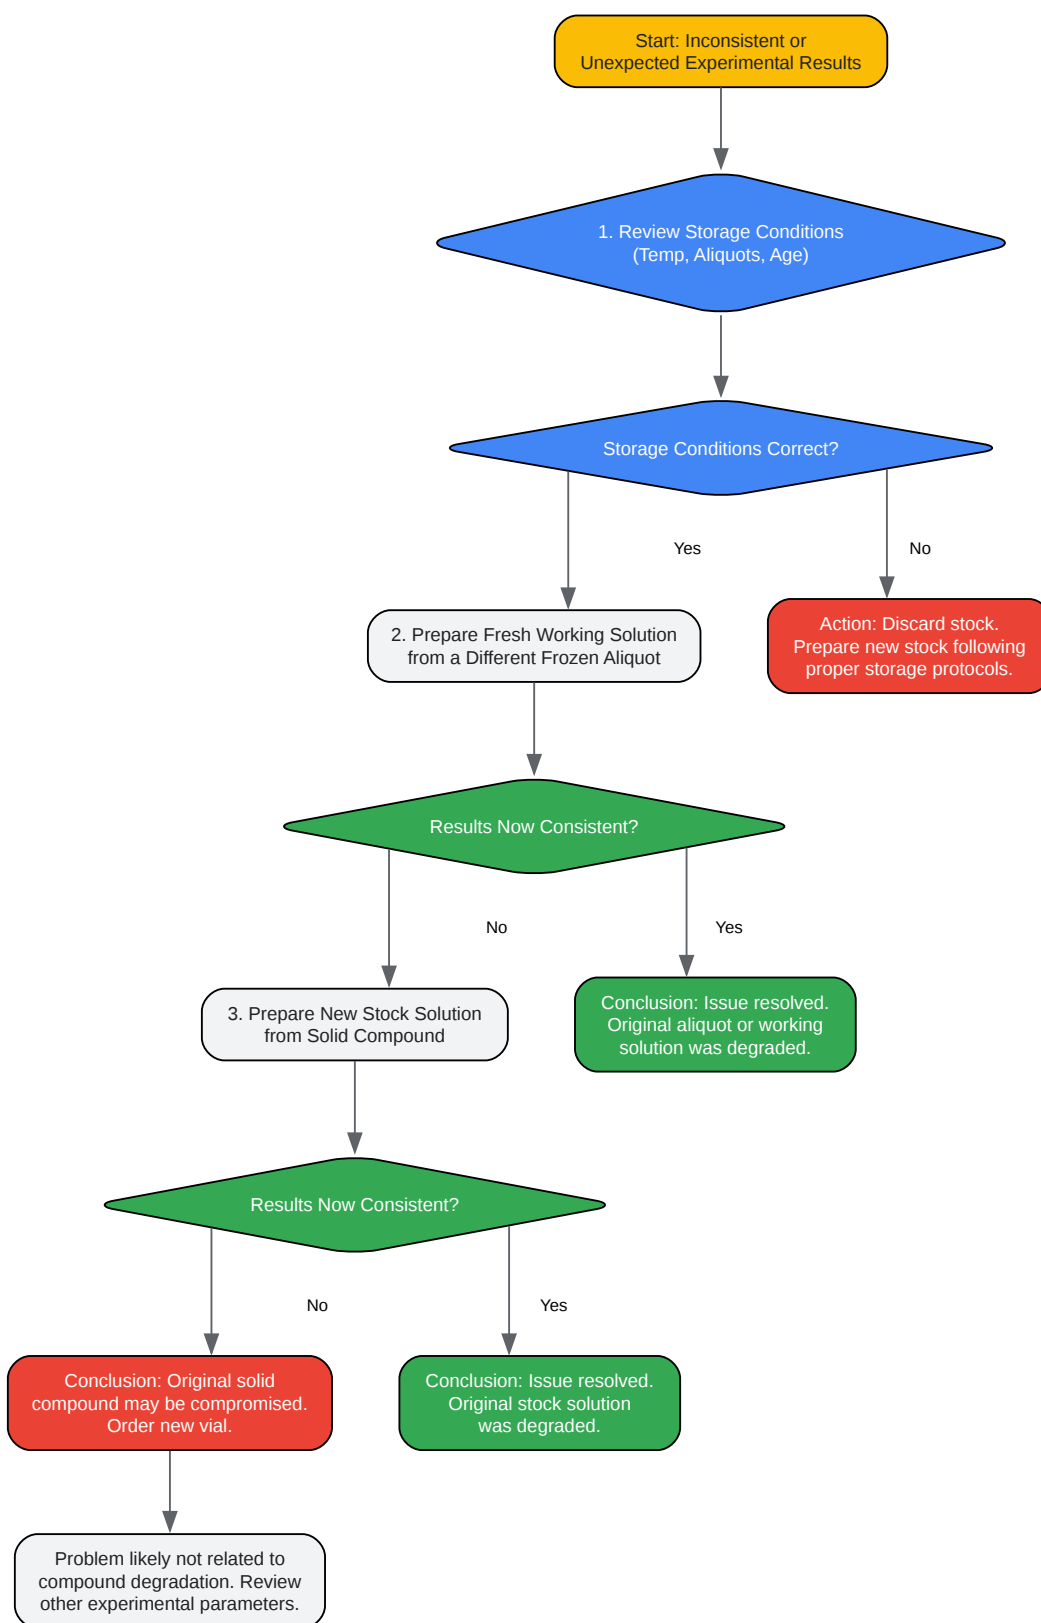 Start: Inconsistent or
Unexpected Experimental Results
1. Review Storage Conditions
(Temp, Aliquots, Age)
Storage Conditions Correct?
Yes
No
2. Prepare Fresh Working Solution
from a Different Frozen Aliquot
Action: Discard stock.
Prepare new stock following
proper storage protocols.
Results Now Consistent?
No
Yes
3. Prepare New Stock Solution
from Solid Compound
Conclusion: Issue resolved.
Original aliquot or working
solution was degraded.
Results Now Consistent?
No
Yes
Conclusion: Original solid
compound may be compromised.
Order new vial.
Conclusion: Issue resolved.
Original stock solution
was degraded.
Problem likely not related to
compound degradation. Review
other experimental parameters.